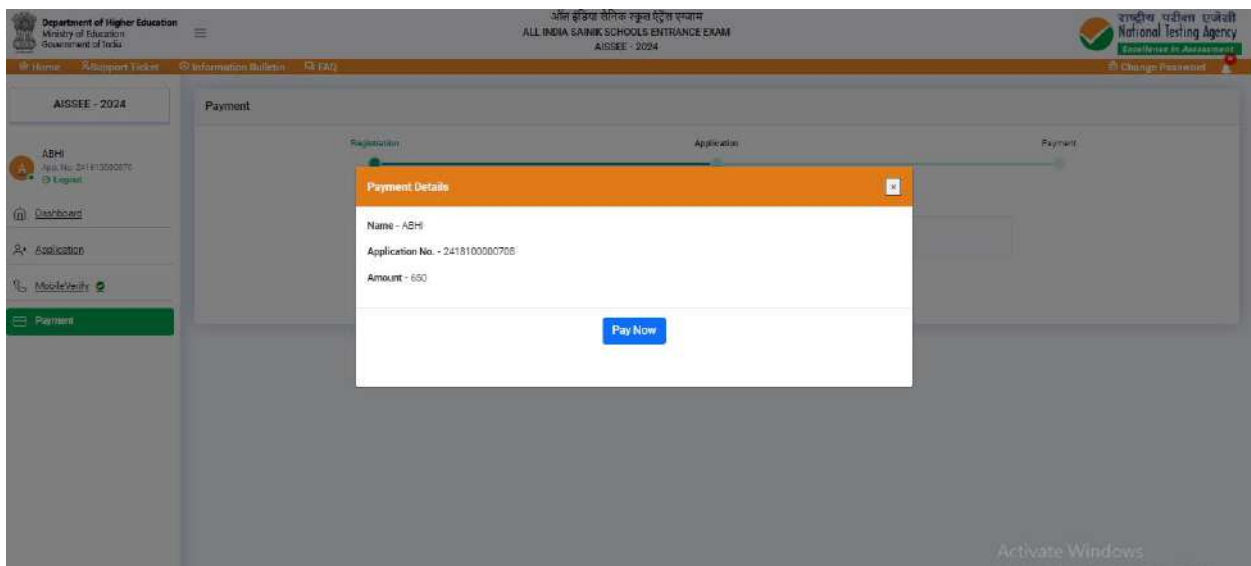 Department of Higher Education
Ministry of Education
Government of India
ऑल इंडिया सैनिक स्कूल एंट्रेंस एग्जाम
ALL INDIA SAINIK SCHOOLS ENTRANCE EXAM
AISSEE - 2024
राष्ट्रीय परीक्षा एजेंसी
National Testing Agency
Excellence in Assessment
Home Support Ticket Information Bulletin FAQ Change Password
AISSEE - 2024
Payment
ABHI
App. No:
Logout
Dashboard
Application
MobileVerify
Payment
Registration Application Payment
Payment Details
Name - ABHI
Application No. - 2418100000708
Amount - 650
Pay Now
Activate Windows